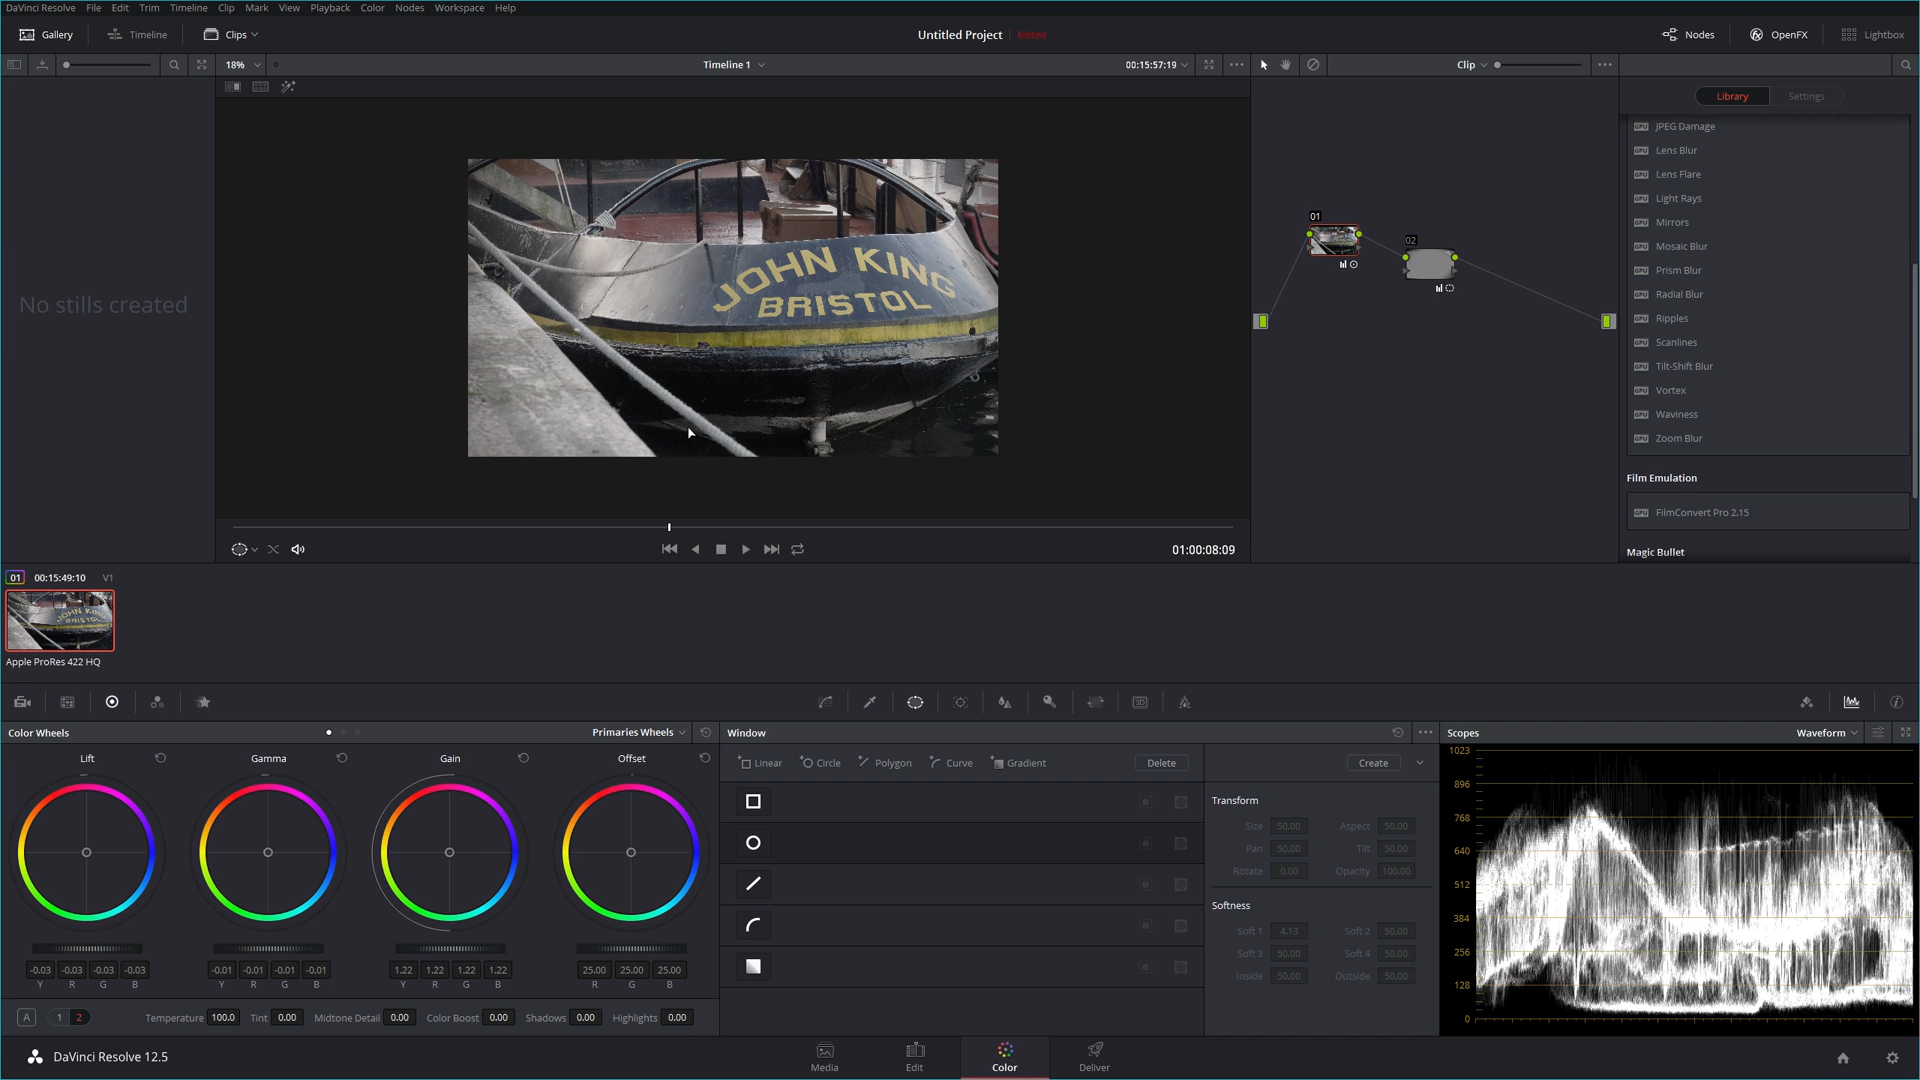 DaVinci Resolve File Edit Trim Timeline Clip Mark View Playback Color Nodes Workspace Help
Gallery Timeline Clips Untitled Project Edited Nodes OpenFX Lightbox
18% Timeline 1 00:15:57:19 Clip
Library Settings
No stills created
JOHN KING
BRISTOL
01
02
JPEG Damage
Lens Blur
Lens Flare
Light Rays
Mirrors
Mosaic Blur
Prism Blur
Radial Blur
Ripples
Scanlines
Tilt-Shift Blur
Vortex
Waviness
Zoom Blur
Film Emulation
FilmConvert Pro 2.15
Magic Bullet
01:00:08:09
01 00:15:49:10 V1
Apple ProRes 422 HQ
Color Wheels Primaries Wheels
Lift Gamma Gain Offset
-0.03 -0.03 -0.03 -0.03 -0.01 -0.01 -0.01 -0.01 1.22 1.22 1.22 1.22 25.00 25.00 25.00
Y R G B Y R G B Y R G B R G B
A 1 2 Temperature 100.0 Tint 0.00 Midtone Detail 0.00 Color Boost 0.00 Shadows 0.00 Highlights 0.00
Window
Linear Circle Polygon Curve Gradient Delete
Create
Transform
Size 50.00 Aspect 50.00
Pan 50.00 Tilt 50.00
Rotate 0.00 Opacity 100.00
Softness
Soft 1 4.13 Soft 2 50.00
Soft 3 50.00 Soft 4 50.00
Inside 50.00 Outside 50.00
Scopes Waveform
1023
896
768
640
512
384
256
128
0
3D
DaVinci Resolve 12.5
Media Edit Color Deliver